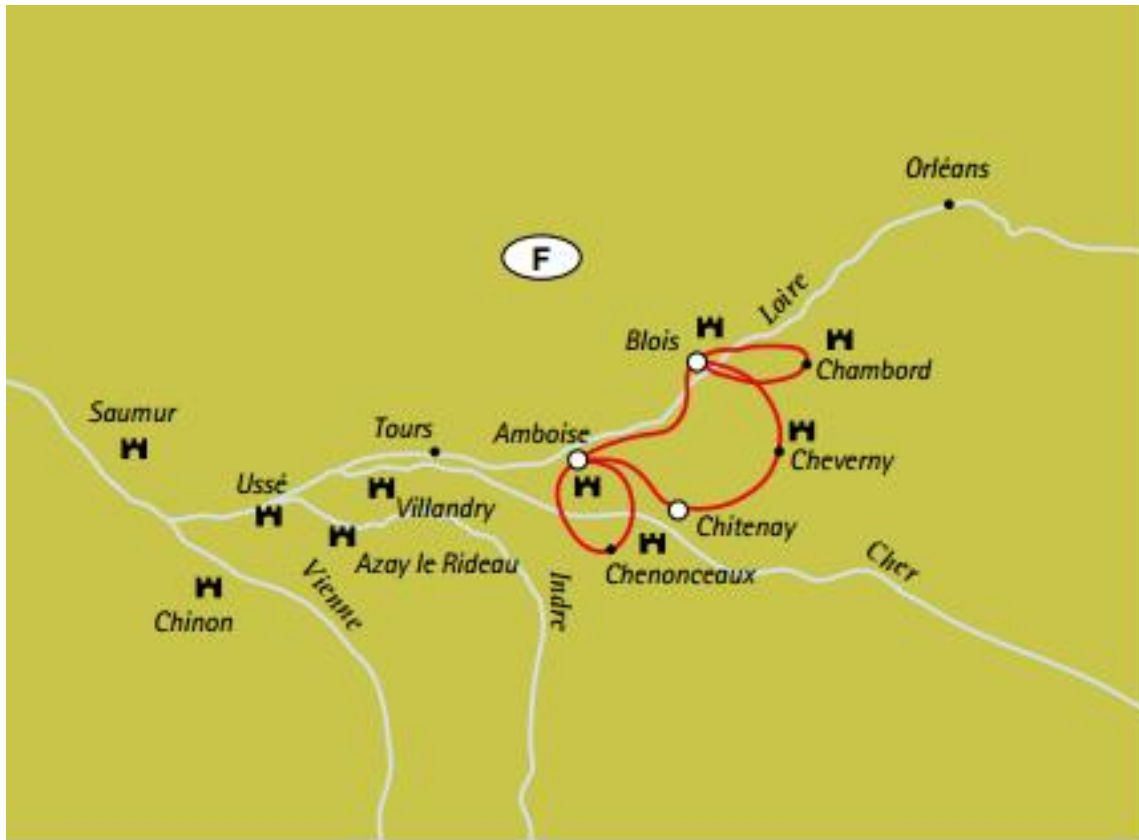 Orléans
F
Loire
Blois
Chambord
Saumur
Tours
Amboise
Cheverny
Ussé
Villandry
Chitenay
Azay le Rideau
Chenonceaux
Cher
Vienne
Indre
Chinon